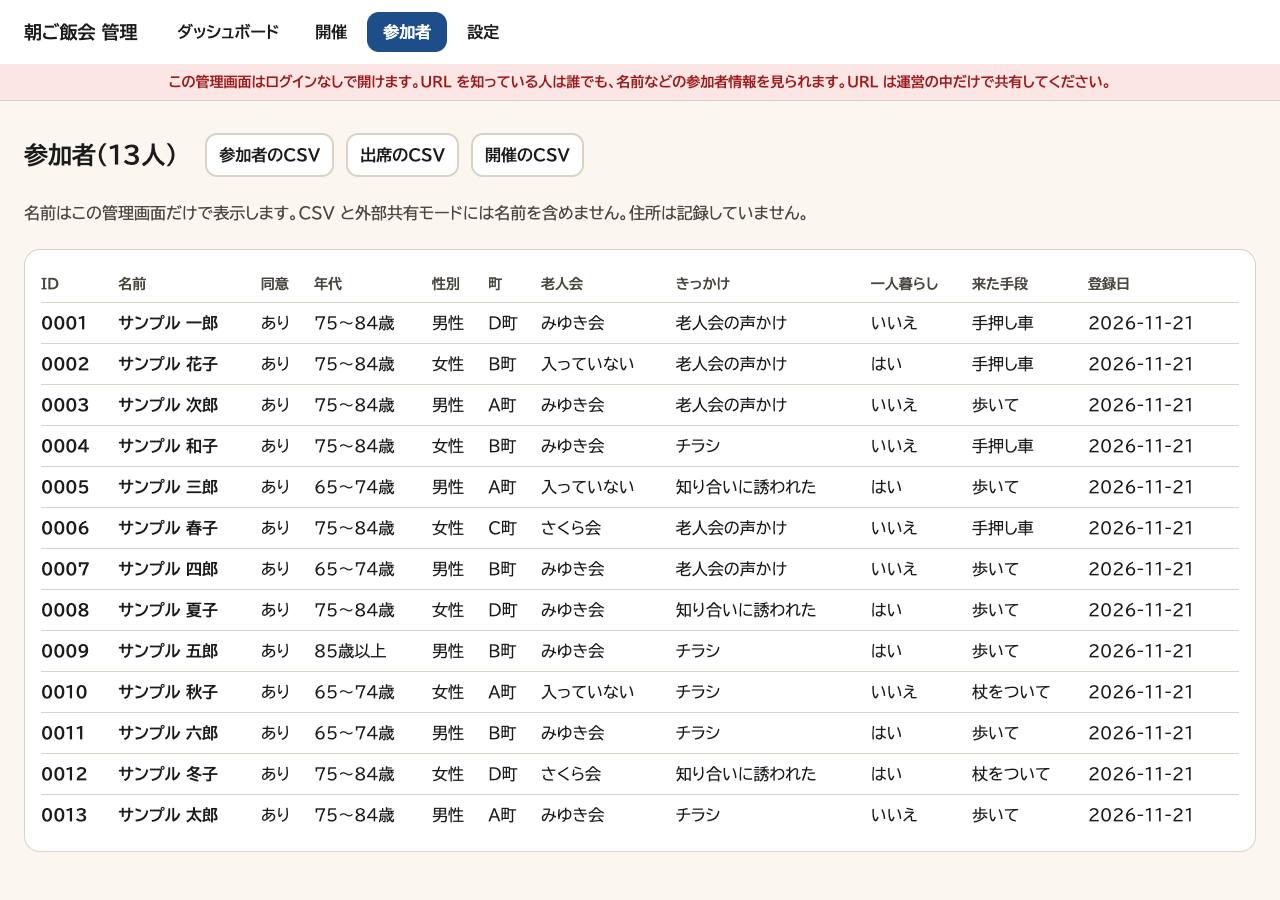 朝ご飯会 管理 ダッシュボード 開催 参加者 設定
この管理画面はログインなしで開けます。URL を知っている人は誰でも、名前などの参加者情報を見られます。URL は運営の中だけで共有してください。
参加者(13人) 参加者のCSV 出席のCSV 開催のCSV
名前はこの管理画面だけで表示します。CSV と外部共有モードには名前を含めません。住所は記録していません。
ID 名前 同意 年代 性別 町 老人会 きっかけ 一人暮らし 来た手段 登録日
0001 サンプル 一郎 あり 75〜84歳 男性 D町 みゆき会 老人会の声かけ いいえ 手押し車 2026-11-21
0002 サンプル 花子 あり 75〜84歳 女性 B町 入っていない 老人会の声かけ はい 手押し車 2026-11-21
0003 サンプル 次郎 あり 75〜84歳 男性 A町 みゆき会 老人会の声かけ いいえ 歩いて 2026-11-21
0004 サンプル 和子 あり 75〜84歳 女性 B町 みゆき会 チラシ いいえ 手押し車 2026-11-21
0005 サンプル 三郎 あり 65〜74歳 男性 A町 入っていない 知り合いに誘われた はい 歩いて 2026-11-21
0006 サンプル 春子 あり 75〜84歳 女性 C町 さくら会 老人会の声かけ いいえ 手押し車 2026-11-21
0007 サンプル 四郎 あり 65〜74歳 男性 B町 みゆき会 老人会の声かけ いいえ 歩いて 2026-11-21
0008 サンプル 夏子 あり 75〜84歳 女性 D町 みゆき会 知り合いに誘われた はい 歩いて 2026-11-21
0009 サンプル 五郎 あり 85歳以上 男性 B町 みゆき会 チラシ はい 歩いて 2026-11-21
0010 サンプル 秋子 あり 65〜74歳 女性 A町 入っていない チラシ いいえ 杖をついて 2026-11-21
0011 サンプル 六郎 あり 65〜74歳 男性 B町 みゆき会 チラシ はい 歩いて 2026-11-21
0012 サンプル 冬子 あり 75〜84歳 女性 D町 さくら会 知り合いに誘われた はい 杖をついて 2026-11-21
0013 サンプル 太郎 あり 75〜84歳 男性 A町 みゆき会 チラシ いいえ 歩いて 2026-11-21